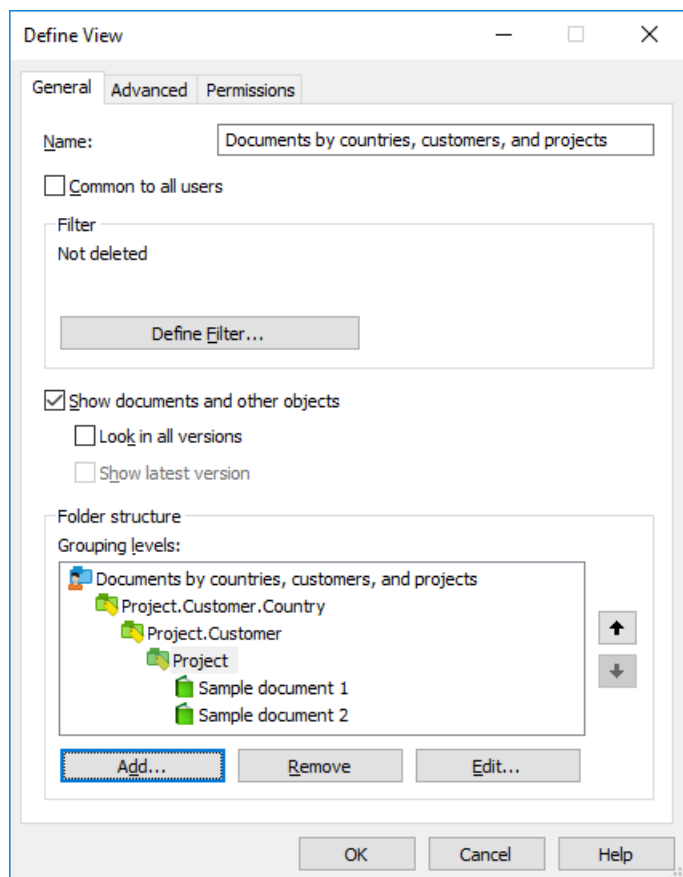 Define View
General Advanced Permissions
Name: Documents by countries, customers, and projects
Common to all users
Filter
Not deleted
Define Filter...
Show documents and other objects
Look in all versions
Show latest version
Folder structure
Grouping levels:
Documents by countries, customers, and projects
Project.Customer.Country
Project.Customer
Project
Sample document 1
Sample document 2
Add... Remove Edit...
OK Cancel Help